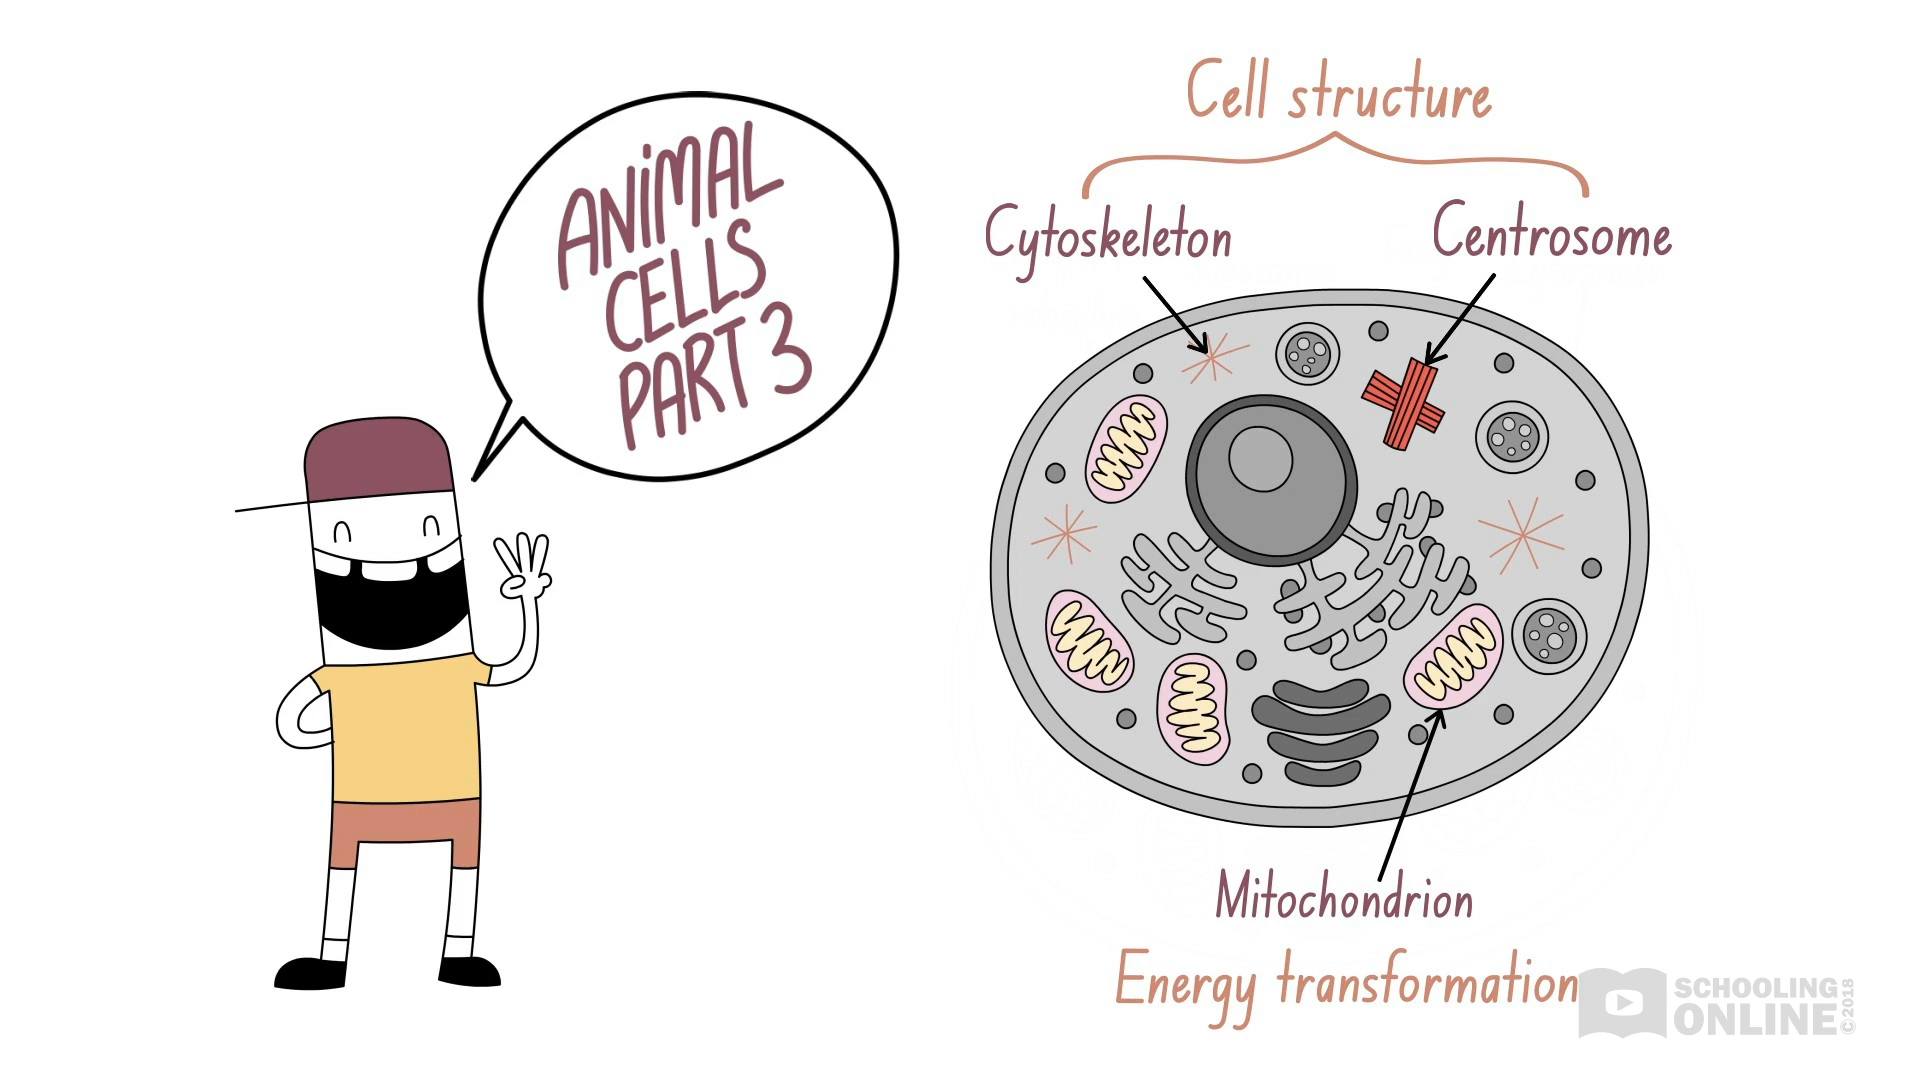 ANiMAL
CELLS
PART 3
Cell structure
Cytoskeleton
Centrosome
Mitochondrion
Energy transformation
SCHOOLING
ONLINE
©2018